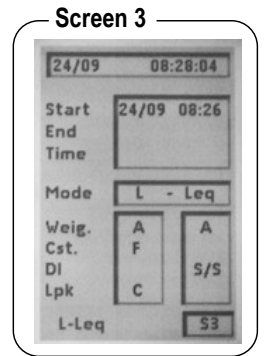 Screen 3
24/09 08:28:04
Start 24/09 08:26
End
Time
Mode L - Leq
Weig. A A
Cst. F
DI S/S
Lpk C
L-Leq S3